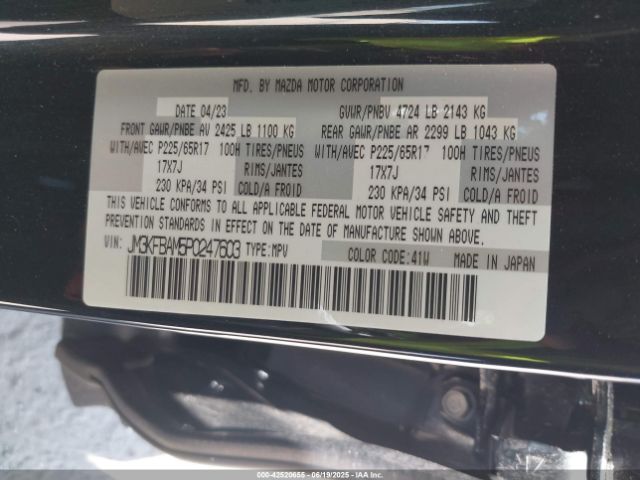 MFD. BY MAZDA MOTOR CORPORATION
DATE 04/23 GVWR/PNBV 4724 LB 2143 KG
FRONT GAWR/PNBE AV 2425 LB 1100 KG REAR GAWR/PNBE AR 2299 LB 1043 KG
WITH/AVEC P225/65R17 100H TIRES/PNEUS WITH/AVEC P225/65R17 100H TIRES/PNEUS
17X7J RIMS/JANTES 17X7J RIMS/JANTES
230 KPA/34 PSI COLD/A FROID 230 KPA/34 PSI COLD/A FROID
THIS VEHICLE CONFORMS TO ALL APPLICABLE FEDERAL MOTOR VEHICLE SAFETY AND THEFT
PREVENTION STANDARDS IN EFFECT ON THE DATE OF MANUFACTURE SHOWN ABOVE.
VIN: JM3KFBAM5P0247603 TYPE:MPV COLOR CODE:41W MADE IN JAPAN
000-42520655 - 06/19/2025 - IAAI.COM